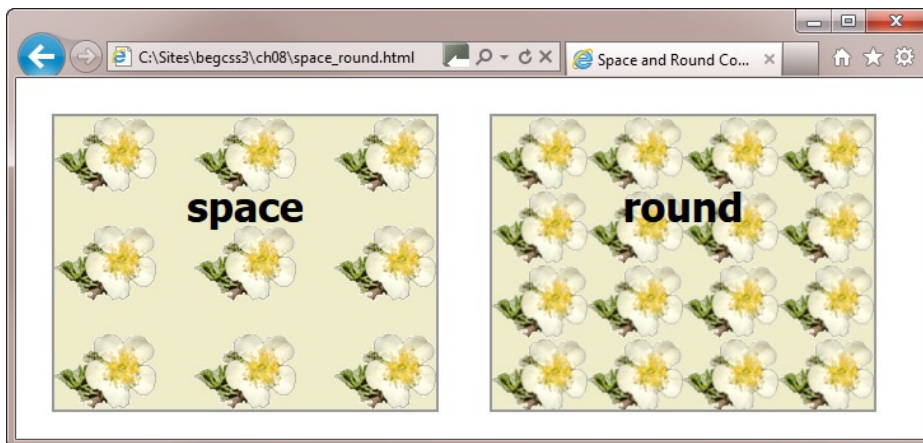 C:\Sites\begcss3\ch08\space_round.html
Space and Round Co...
space
round